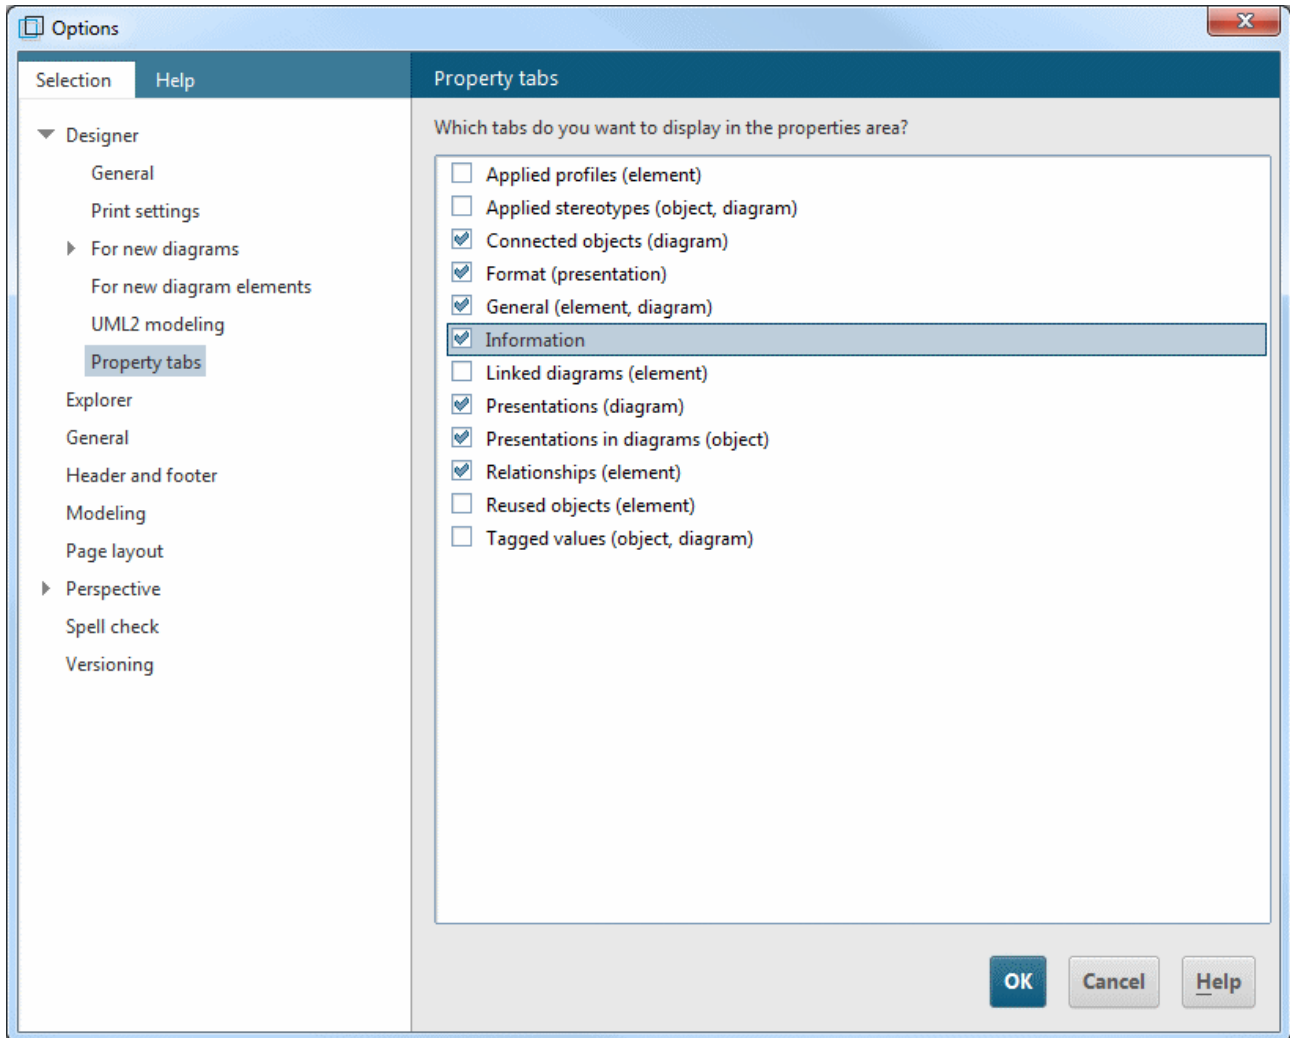 Options
Selection Help
Designer
General
Print settings
For new diagrams
For new diagram elements
UML2 modeling
Property tabs
Explorer
General
Header and footer
Modeling
Page layout
Perspective
Spell check
Versioning
Property tabs
Which tabs do you want to display in the properties area?
Applied profiles (element)
Applied stereotypes (object, diagram)
Connected objects (diagram)
Format (presentation)
General (element, diagram)
Information
Linked diagrams (element)
Presentations (diagram)
Presentations in diagrams (object)
Relationships (element)
Reused objects (element)
Tagged values (object, diagram)
OK Cancel Help